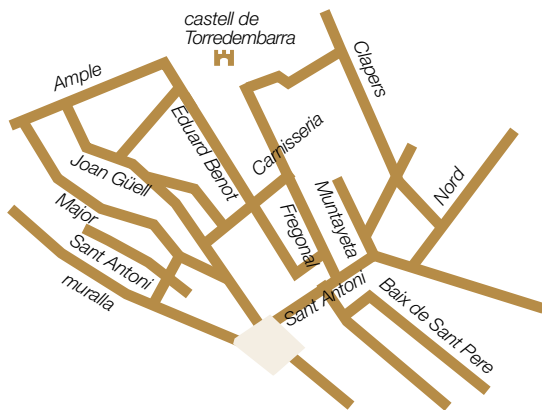 castell de
Torredembarra
Ample
Clapers
Eduard Benot
Carnisseria
Joan Güell
Nord
Muntayeta
Major
Fregonal
Sant Antoni
muralla
Sant Antoni
Baix de Sant Pere